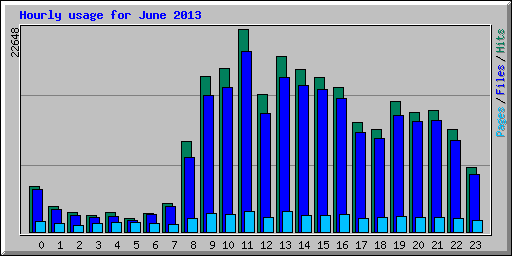 Hourly usage for June 2013
22648
Pages / Files / Hits
0 1 2 3 4 5 6 7 8 9 10 11 12 13 14 15 16 17 18 19 20 21 22 23